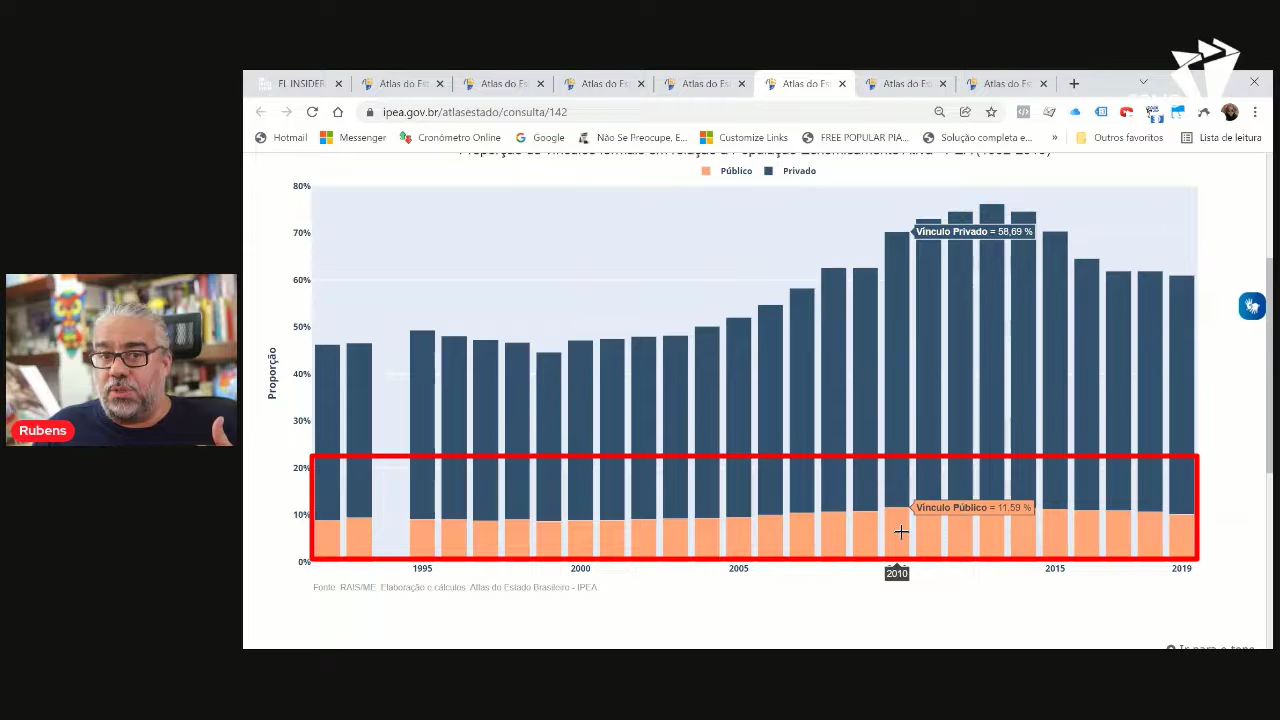 EL INSIDER
Atlas do Es
Atlas do Es
Atlas do Es
Atlas do Es
Atlas do Es
Atlas do Es
Atlas do Es
ipea.gov.br/atlasestado/consulta/142
Hotmail
Messenger
Cronômetro Online
Google
Não Se Preocupe, E...
Customize Links
FREE POPULAR PIA...
Solução completa e...
»
Outros favoritos
Lista de leitura
Público
Privado
80%
70%
60%
50%
40%
30%
20%
10%
0%
Proporção
Vínculo Privado = 58,69 %
Vínculo Público = 11,59 %
1995
2000
2005
2010
2015
2019
Fonte: RAIS/ME. Elaboração e cálculos: Atlas do Estado Brasileiro - IPEA
Rubens
Ir para o topo